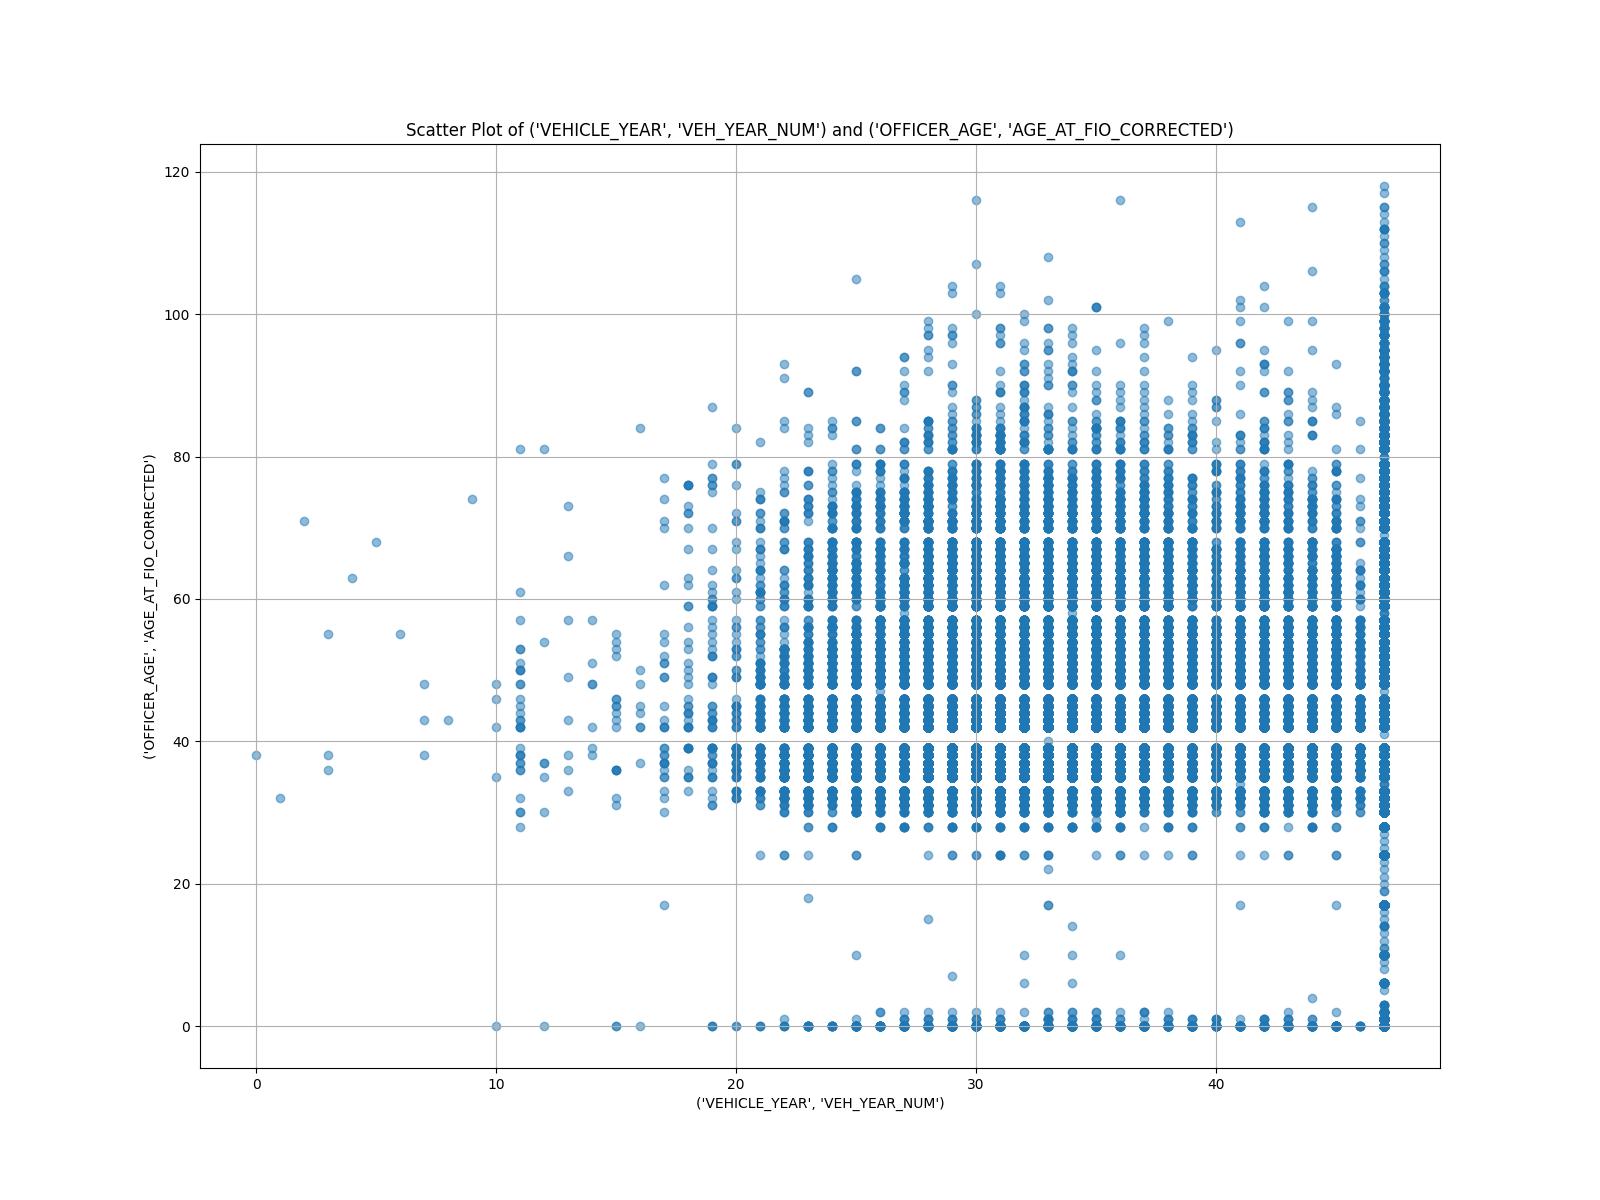 Scatter Plot of ('VEHICLE_YEAR', 'VEH_YEAR_NUM') and ('OFFICER_AGE', 'AGE_AT_FIO_CORRECTED')
('OFFICER_AGE', 'AGE_AT_FIO_CORRECTED')
120
100
80
60
40
20
0
0 10 20 30 40
('VEHICLE_YEAR', 'VEH_YEAR_NUM')